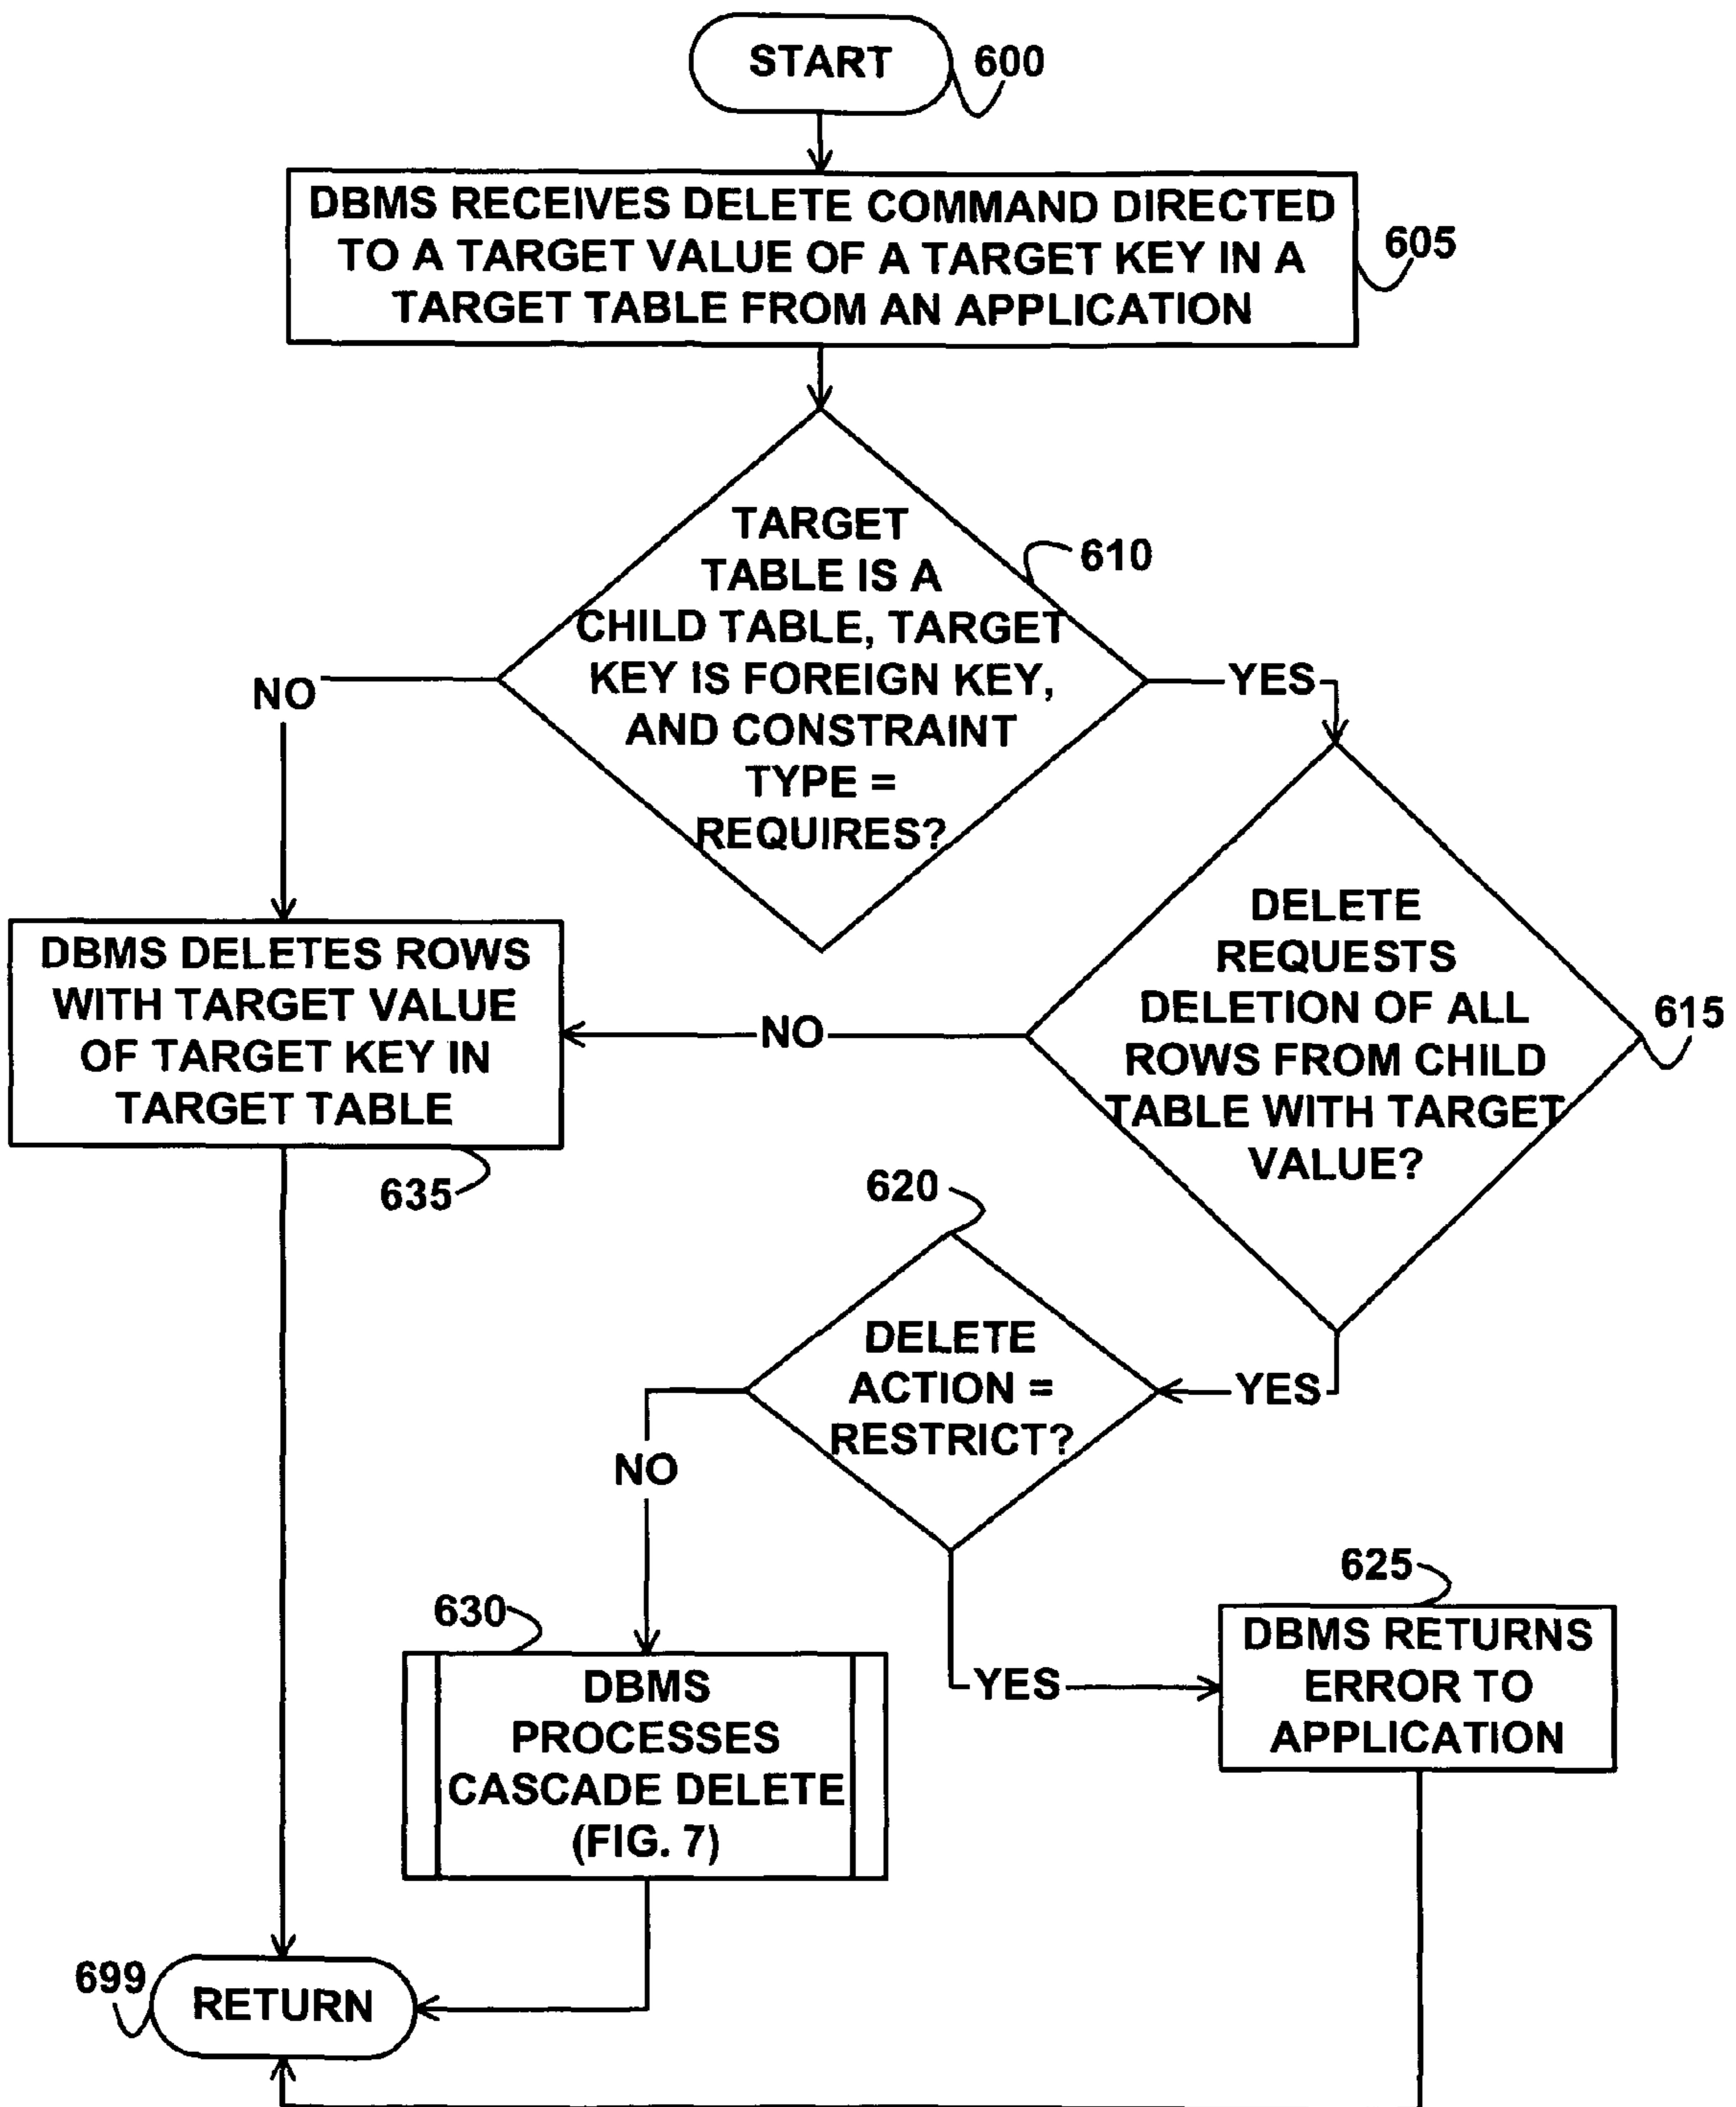 START
600
DBMS RECEIVES DELETE COMMAND DIRECTED
TO A TARGET VALUE OF A TARGET KEY IN A
TARGET TABLE FROM AN APPLICATION
605
TARGET
TABLE IS A
CHILD TABLE, TARGET
KEY IS FOREIGN KEY,
AND CONSTRAINT
TYPE =
REQUIRES?
610
NO
YES
DELETE
REQUESTS
DELETION OF ALL
ROWS FROM CHILD
TABLE WITH TARGET
VALUE?
615
NO
DBMS DELETES ROWS
WITH TARGET VALUE
OF TARGET KEY IN
TARGET TABLE
635
620
DELETE
ACTION =
RESTRICT?
YES
NO
YES
625
DBMS RETURNS
ERROR TO
APPLICATION
630
DBMS
PROCESSES
CASCADE DELETE
(FIG. 7)
699
RETURN